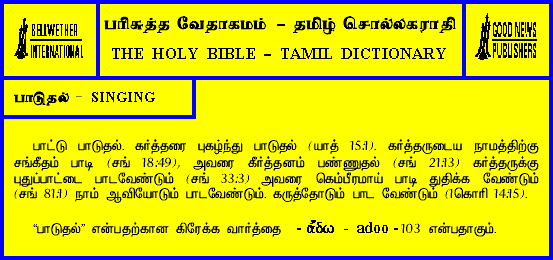 BELLWETHER
INTERNATIONAL
பரிசுத்த வேதாகமம் – தமிழ் சொல்லகராதி
THE HOLY BIBLE – TAMIL DICTIONARY
GOOD NEWS
PUBLISHERS
பாடுதல் – SINGING
பாட்டு பாடுதல். கர்த்தரை புகழ்ந்து பாடுதல் (யாத் 15:1). கர்த்தருடைய நாமத்திற்கு
சங்கீதம் பாடி (சங் 18:49), அவரை கீர்த்தனம் பண்ணுதல் (சங் 21:13) கர்த்தருக்கு
புதுப்பாட்டை பாடவேண்டும் (சங் 33:3) அவரை கெம்பீரமாய் பாடி துதிக்க வேண்டும்
(சங் 81:1) நாம் ஆவியோடும் பாடவேண்டும். கருத்தோடும் பாட வேண்டும் (1கொரி 14:15).
“பாடுதல்” என்பதற்கான கிரேக்க வார்த்தை - ἄδω - adoo -103 என்பதாகும்.